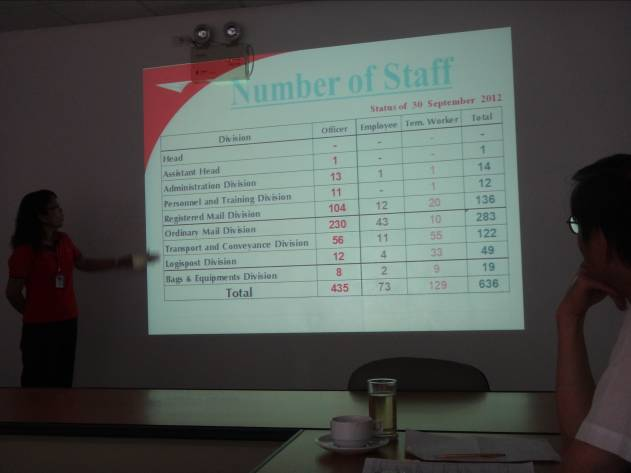 Number of Staff
Status of 30 September 2012
Division Officer Employee Tem. Worker Total
Head - - - -
Assistant Head 1 - - 1
Administration Division 13 1 1 14
Personnel and Training Division 11 - 1 12
Registered Mail Division 104 12 20 136
Ordinary Mail Division 230 43 10 283
Transport and Conveyance Division 56 11 55 122
Logispost Division 12 4 33 49
Bags & Equipments Division 8 2 9 19
Total 435 73 129 636